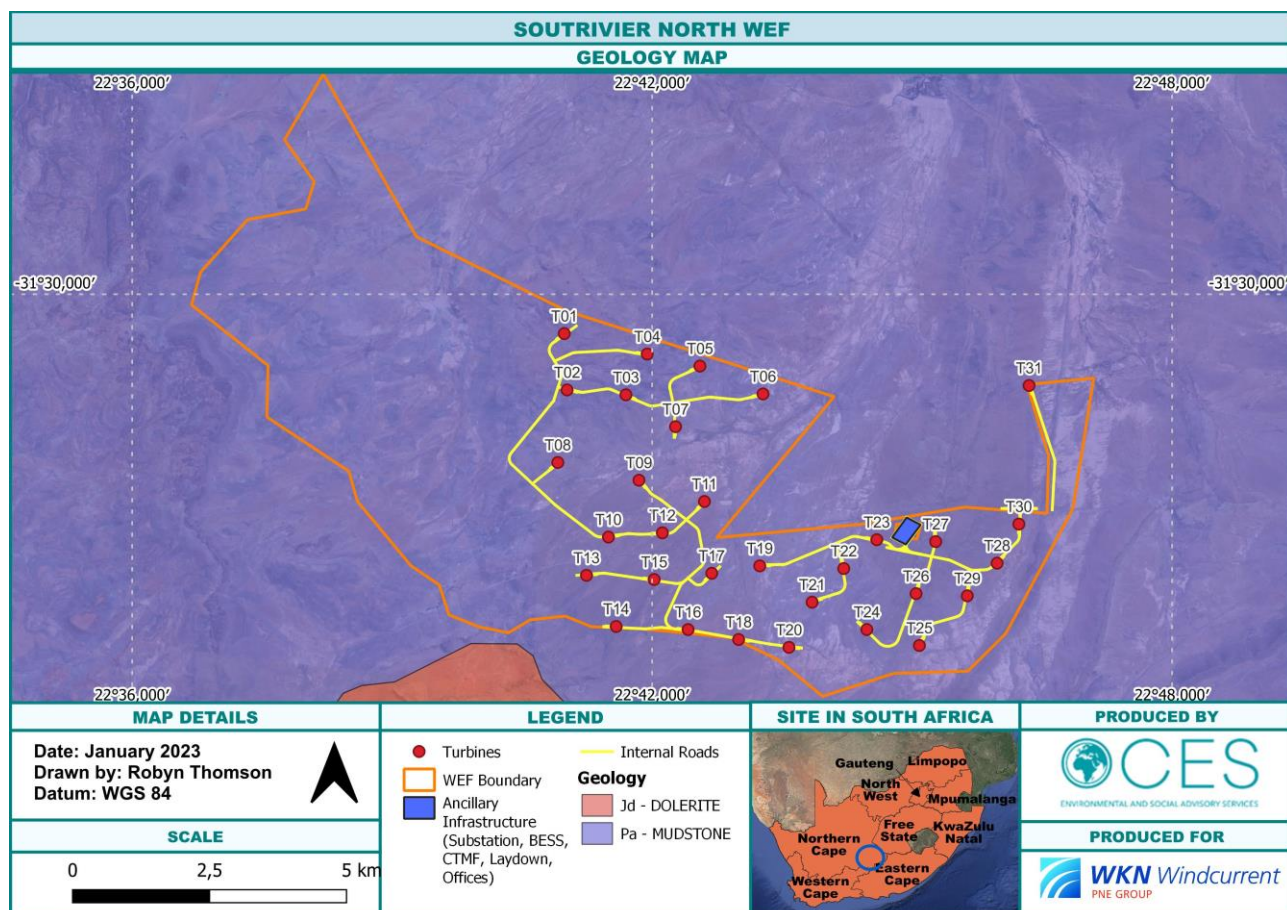 SOUTRIVIER NORTH WEF
GEOLOGY MAP
22°36,000′
22°42,000′
22°48,000′
-31°30,000′
-31°30,000′
T01
T04
T05
T02
T03
T06
T31
T07
T08
T09
T11
T10
T12
T23
T27
T30
T13
T15
T17
T19
T22
T28
T21
T26
T29
T14
T16
T18
T20
T24
T25
22°36,000′
22°42,000′
22°48,000′
MAP DETAILS
Date: January 2023
Drawn by: Robyn Thomson
Datum: WGS 84
SCALE
0
2,5
5 km
LEGEND
Turbines
WEF Boundary
Ancillary
Infrastructure
(Substation, BESS,
CTMF, Laydown,
Offices)
Internal Roads
Geology
Jd - DOLERITE
Pa - MUDSTONE
SITE IN SOUTH AFRICA
Gauteng
Limpopo
North
West
Mpumalanga
Free
State
KwaZulu
Natal
Northern
Cape
Eastern
Cape
Western
Cape
PRODUCED BY
CES
ENVIRONMENTAL AND SOCIAL ADVISORY SERVICES
PRODUCED FOR
WKN Windcurrent
PNE GROUP